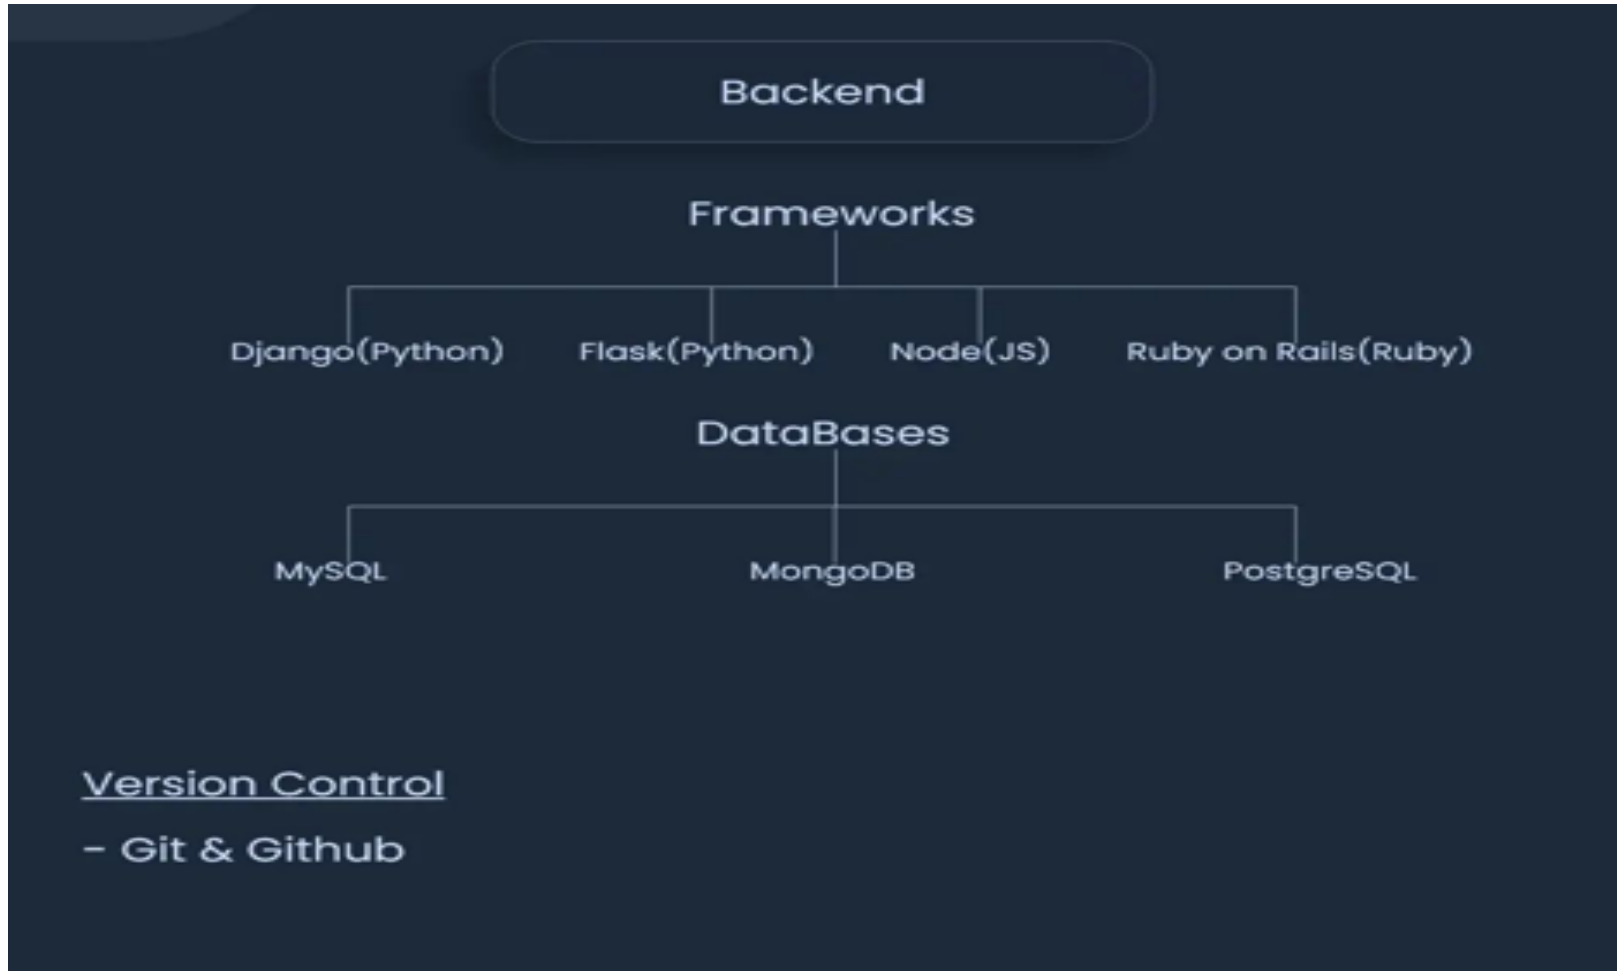 Backend
Frameworks
Django(Python) Flask(Python) Node(JS) Ruby on Rails(Ruby)
DataBases
MySQL MongoDB PostgreSQL
Version Control
- Git & Github